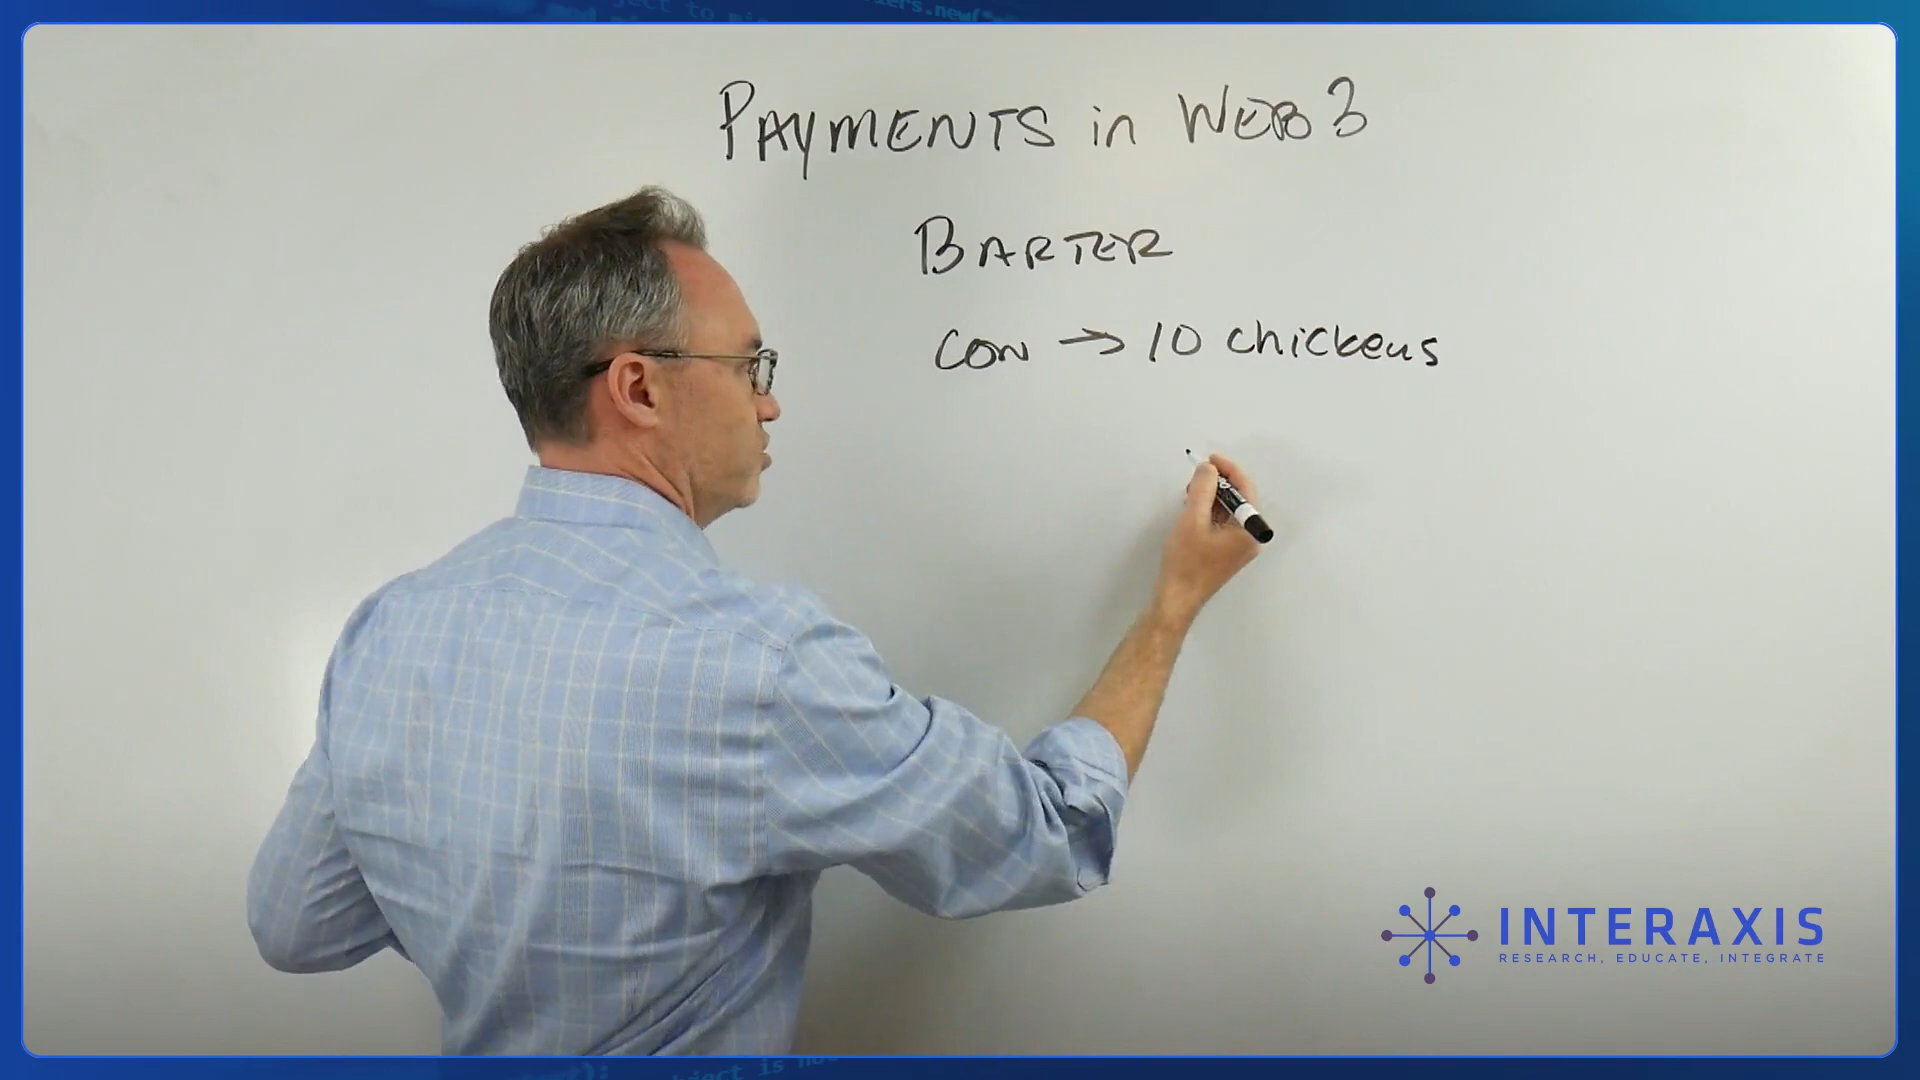 PAYMENTS in WEB3
BARTER
COW → 10 chickens
INTERAXIS
RESEARCH, EDUCATE, INTEGRATE